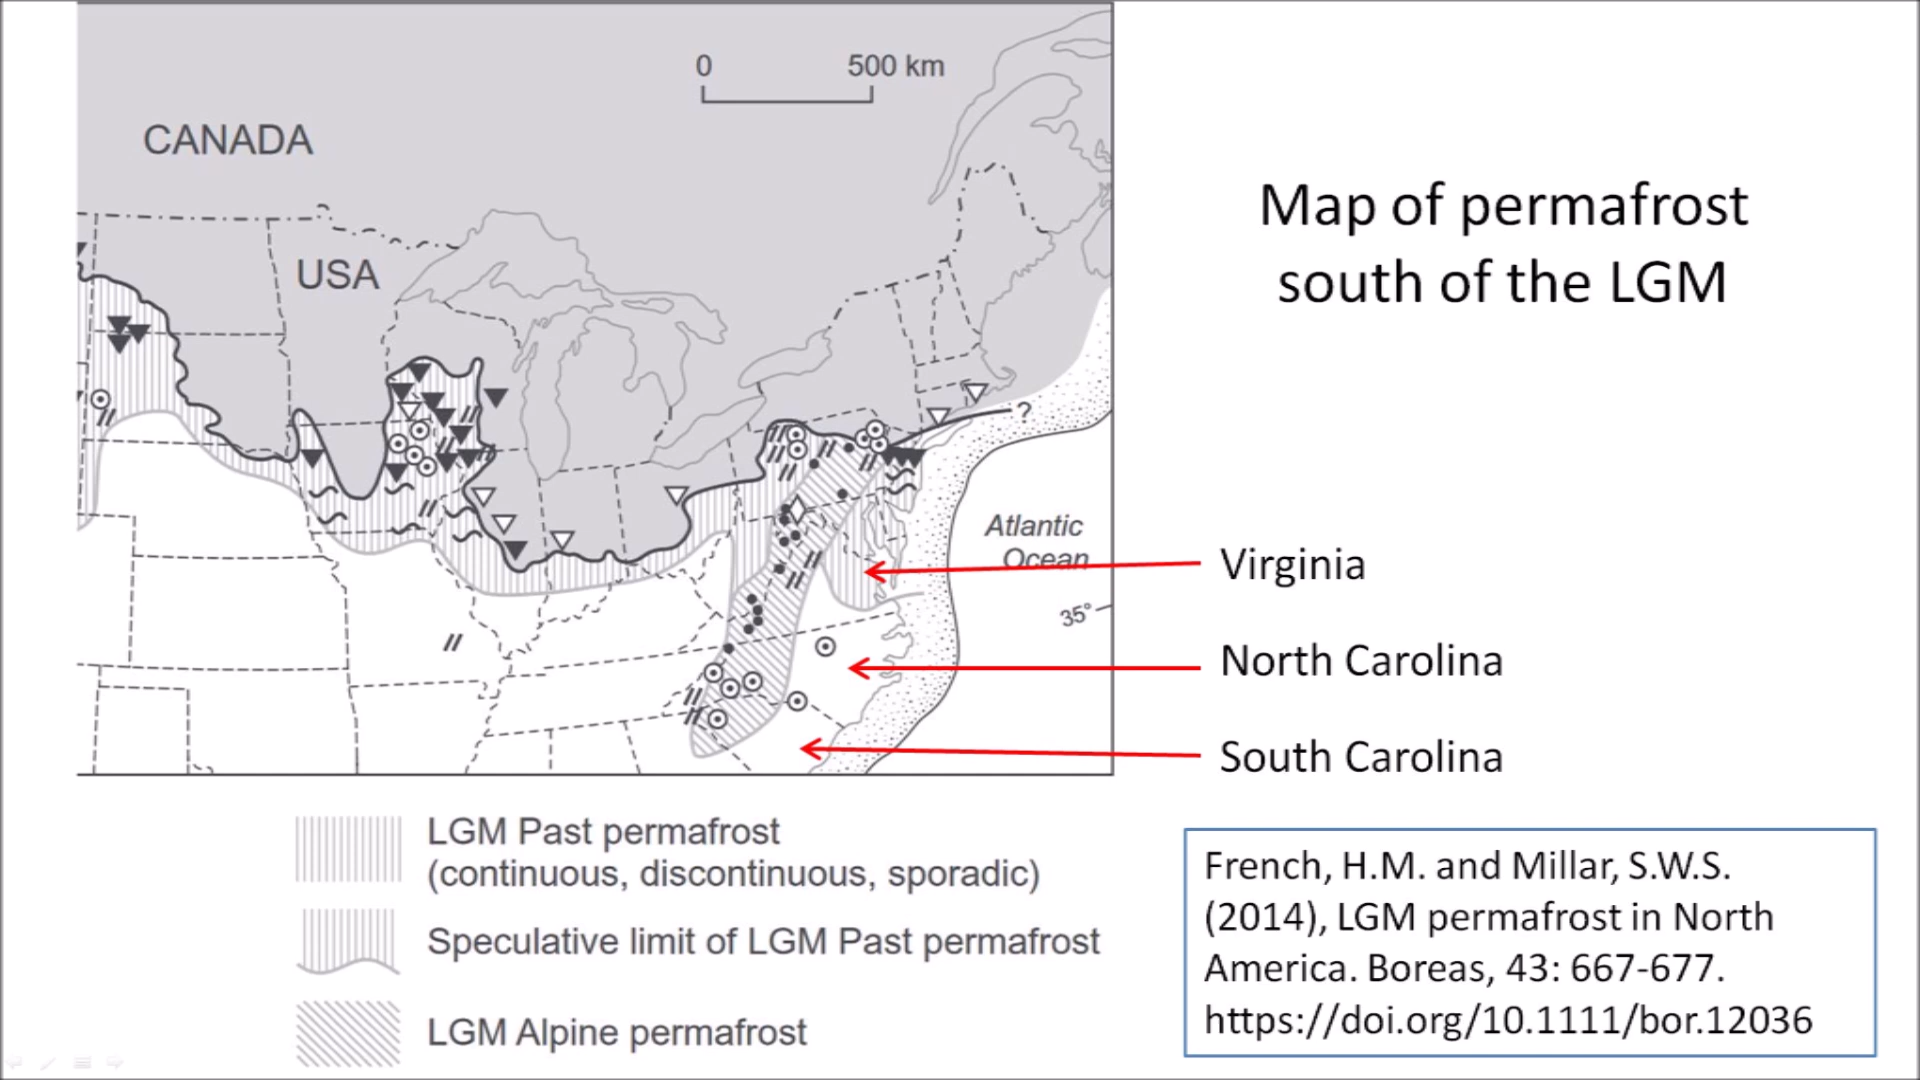 0 500 km
CANADA
USA
?
Atlantic
Ocean
35°
Map of permafrost
south of the LGM
Virginia
North Carolina
South Carolina
LGM Past permafrost
(continuous, discontinuous, sporadic)
Speculative limit of LGM Past permafrost
LGM Alpine permafrost
French, H.M. and Millar, S.W.S.
(2014), LGM permafrost in North
America. Boreas, 43: 667-677.
https://doi.org/10.1111/bor.12036